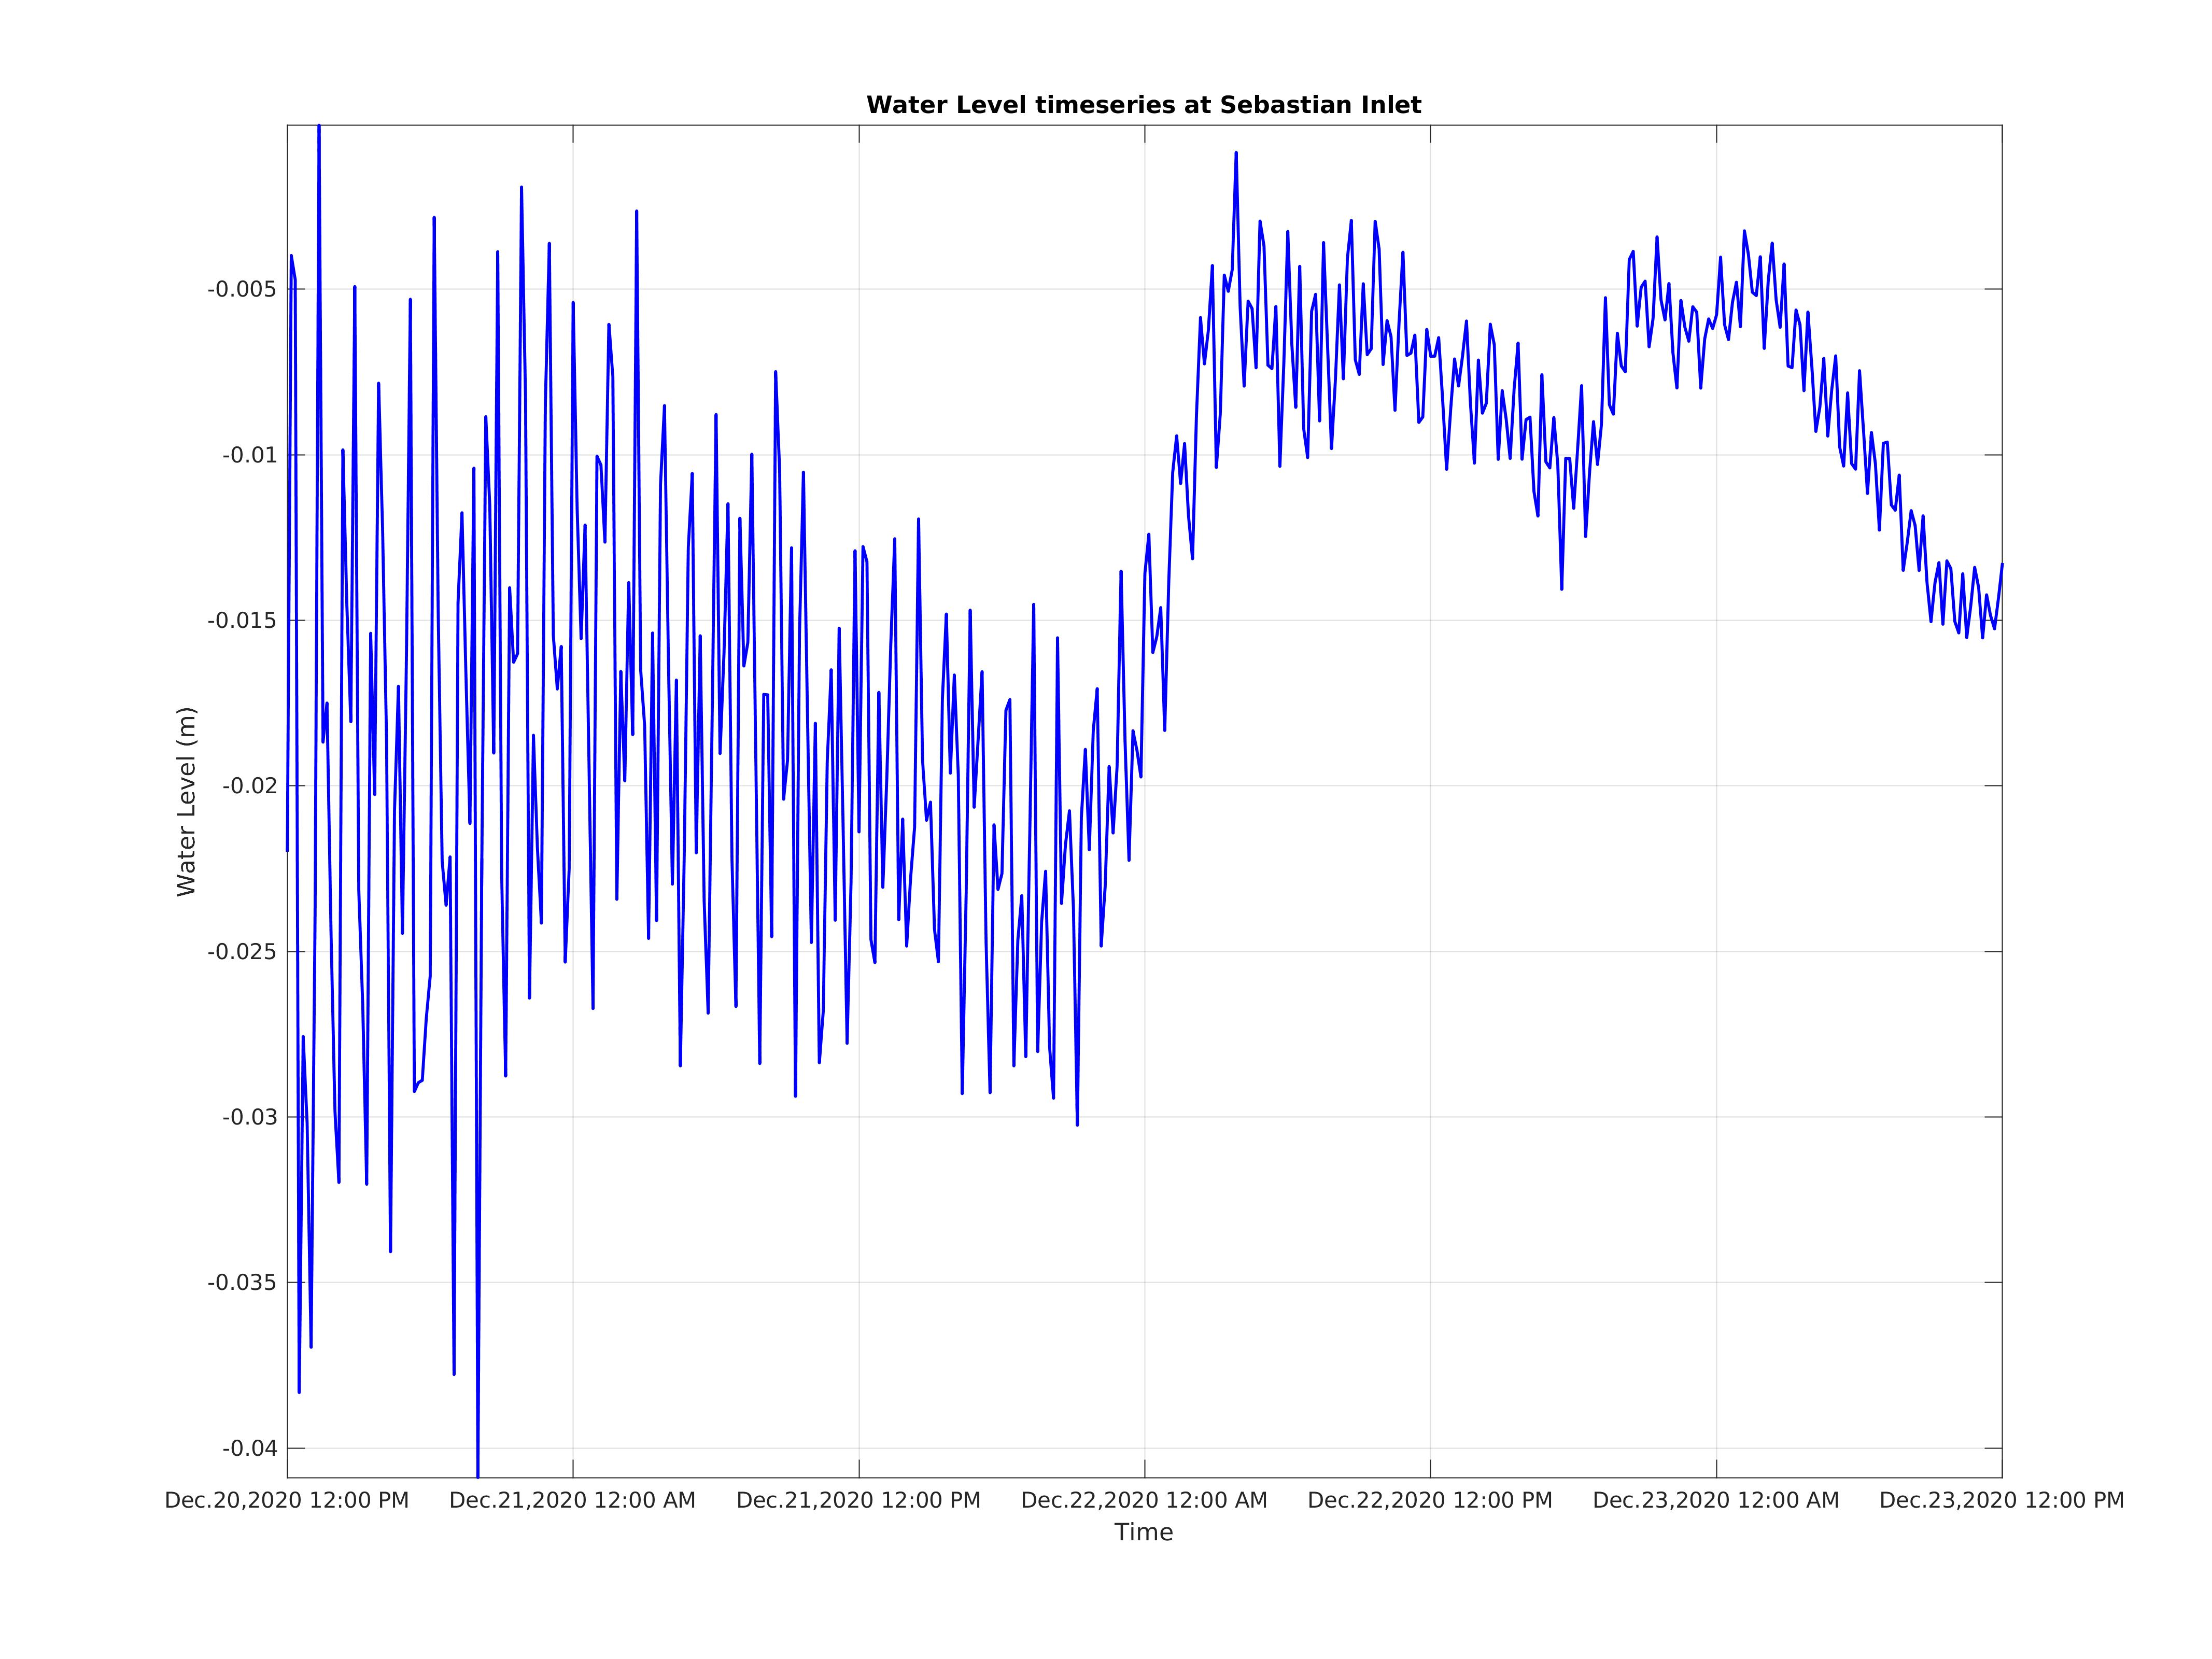 Water Level timeseries at Sebastian Inlet
-0.005
-0.01
-0.015
-0.02
-0.025
-0.03
-0.035
-0.04
Water Level (m)
Dec.20,2020 12:00 PM
Dec.21,2020 12:00 AM
Dec.21,2020 12:00 PM
Dec.22,2020 12:00 AM
Dec.22,2020 12:00 PM
Dec.23,2020 12:00 AM
Dec.23,2020 12:00 PM
Time